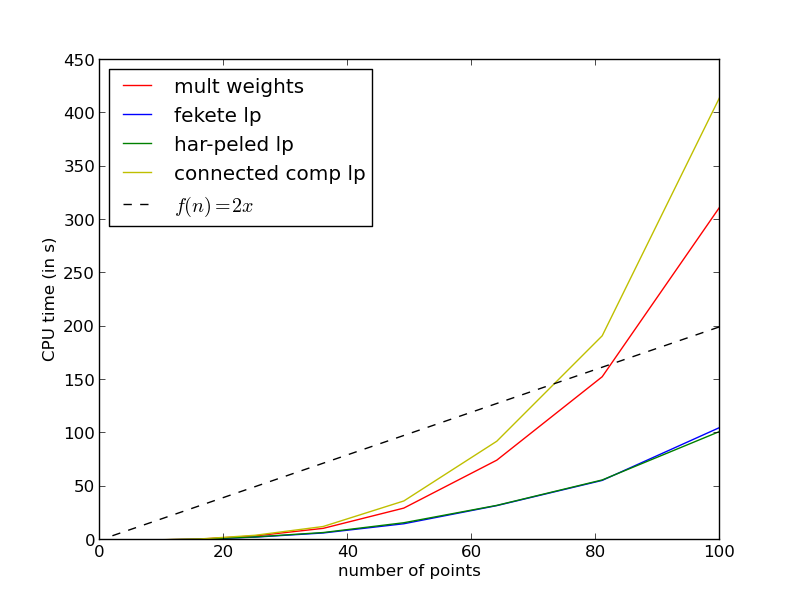 450
400
350
300
250
200
150
100
50
0
CPU time (in s)
mult weights
fekete lp
har-peled lp
connected comp lp
f(n)=2x
0 20 40 60 80 100
number of points